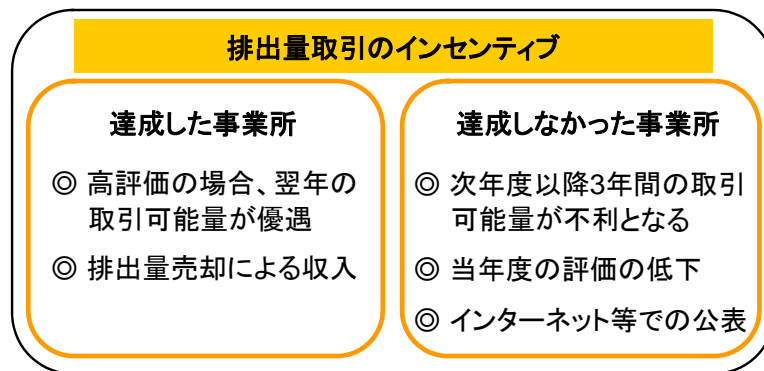 排出量取引のインセンティブ
達成した事業所
◎ 高評価の場合、翌年の
取引可能量が優遇
◎ 排出量売却による収入
達成しなかった事業所
◎ 次年度以降3年間の取引
可能量が不利となる
◎ 当年度の評価の低下
◎ インターネット等での公表